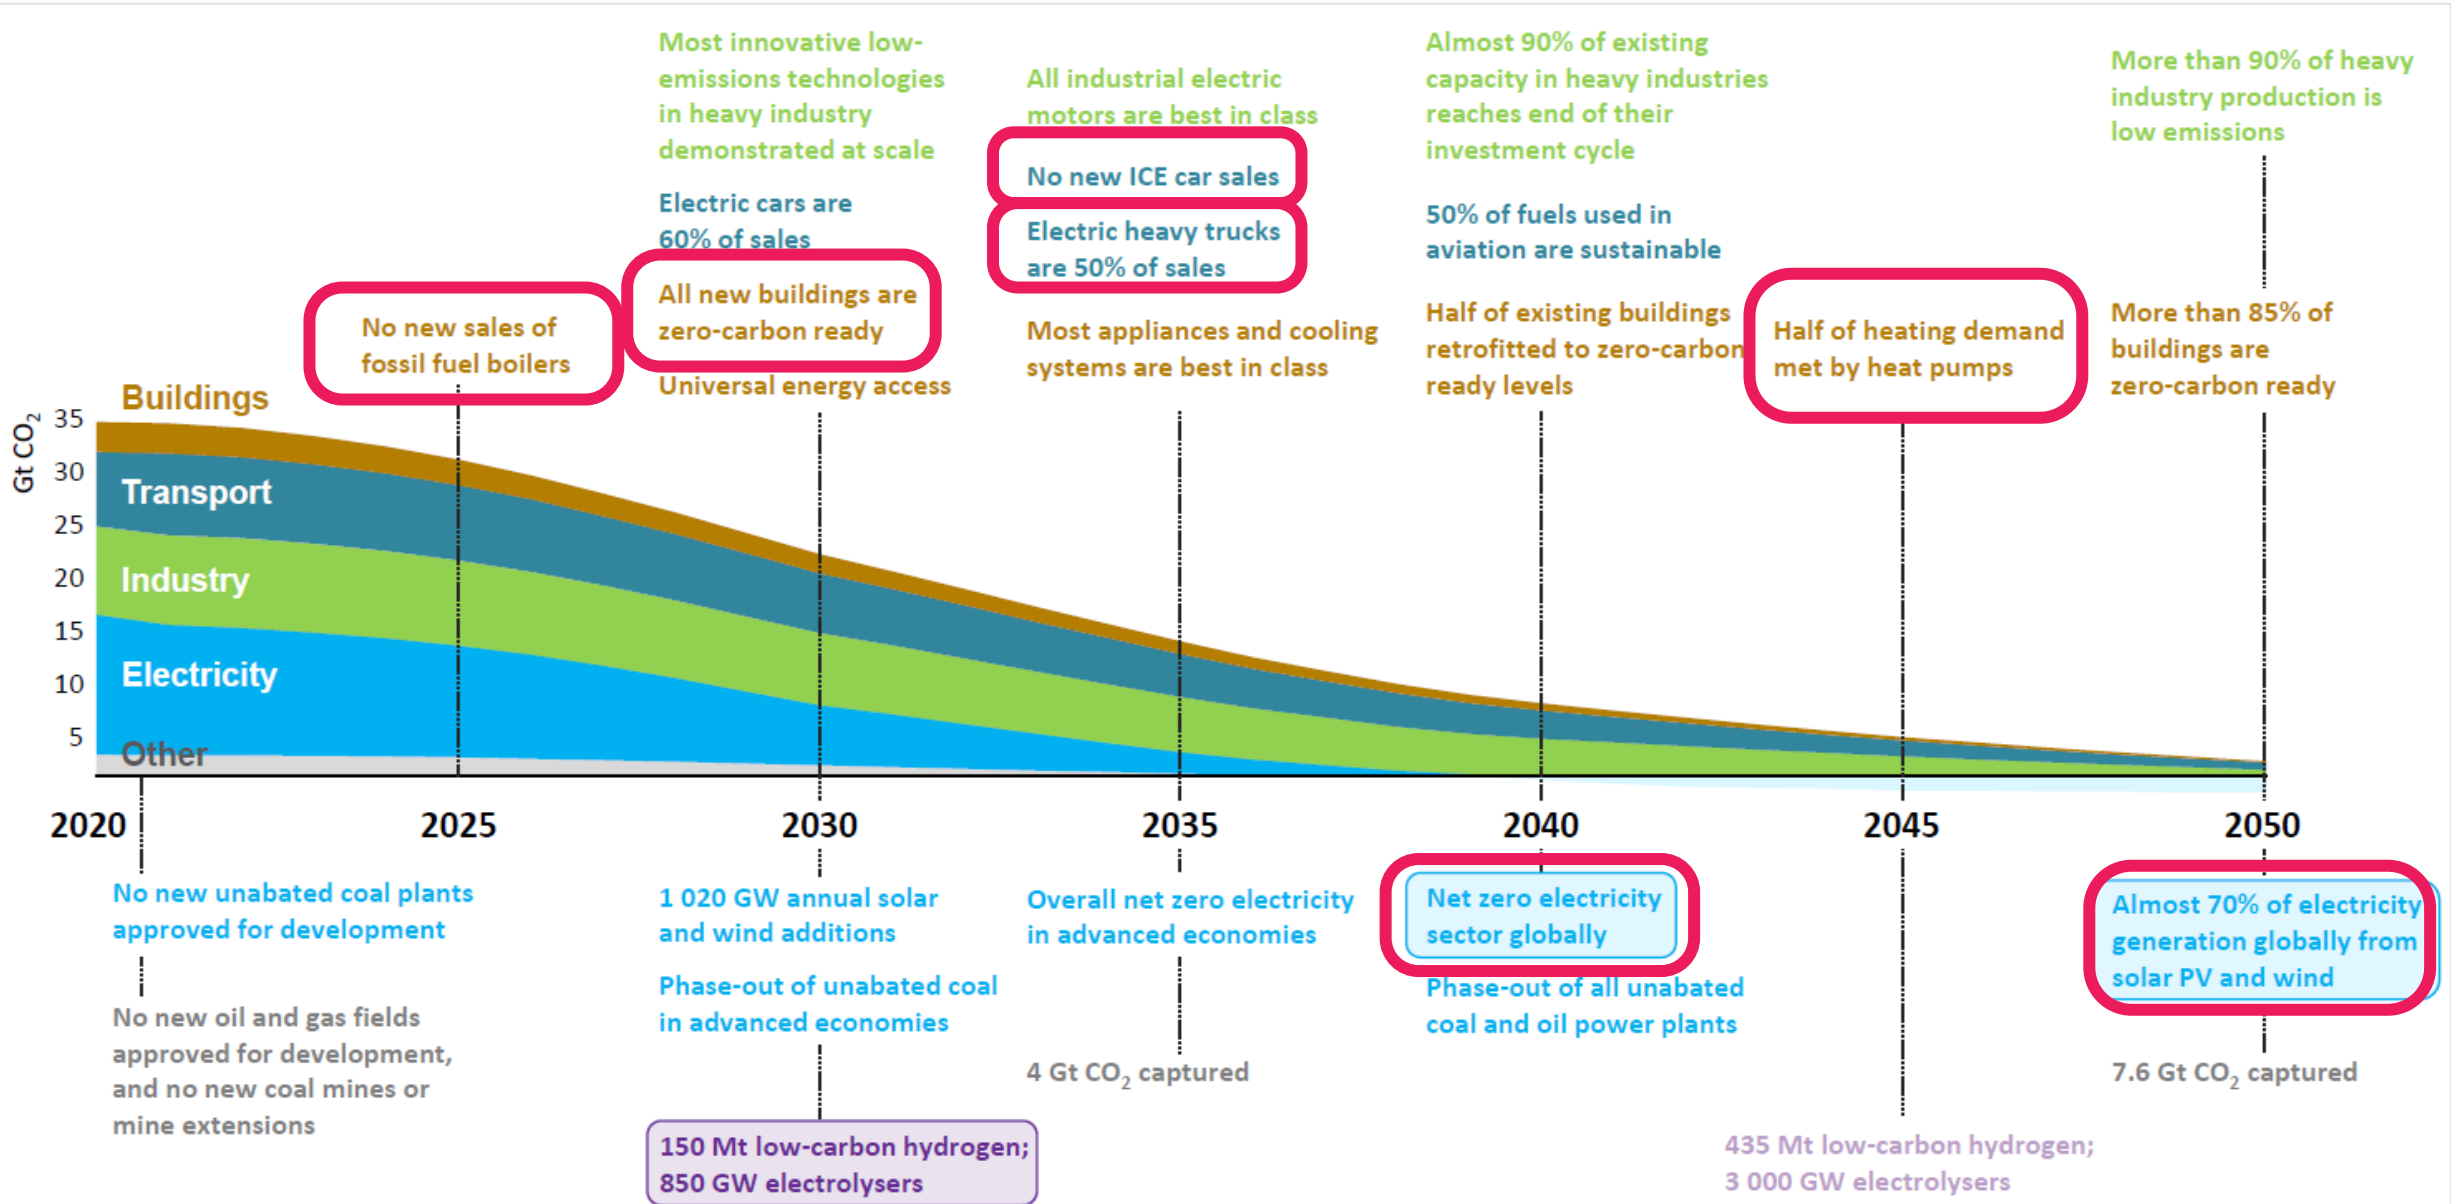 Most innovative low-
emissions technologies
in heavy industry
demonstrated at scale
Electric cars are
60% of sales
All new buildings are
zero-carbon ready
Universal energy access
All industrial electric
motors are best in class
No new ICE car sales
Electric heavy trucks
are 50% of sales
Most appliances and cooling
systems are best in class
Almost 90% of existing
capacity in heavy industries
reaches end of their
investment cycle
50% of fuels used in
aviation are sustainable
Half of existing buildings
retrofitted to zero-carbon
ready levels
Half of heating demand
met by heat pumps
More than 90% of heavy
industry production is
low emissions
More than 85% of
buildings are
zero-carbon ready
No new sales of
fossil fuel boilers
Gt CO2
35
30
25
20
15
10
5
Buildings
Transport
Industry
Electricity
Other
2020
2025
2030
2035
2040
2045
2050
No new unabated coal plants
approved for development
No new oil and gas fields
approved for development,
and no new coal mines or
mine extensions
1 020 GW annual solar
and wind additions
Phase-out of unabated coal
in advanced economies
150 Mt low-carbon hydrogen;
850 GW electrolysers
Overall net zero electricity
in advanced economies
4 Gt CO2 captured
Net zero electricity
sector globally
Phase-out of all unabated
coal and oil power plants
435 Mt low-carbon hydrogen;
3 000 GW electrolysers
Almost 70% of electricity
generation globally from
solar PV and wind
7.6 Gt CO2 captured